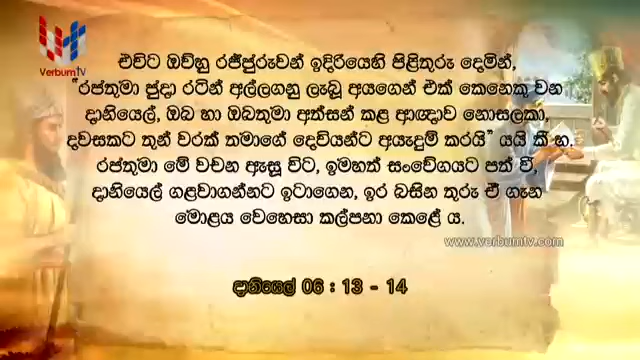 VerbumTV
එවිට ඔව්හු රජ්ජුරුවන් ඉදිරියෙහි පිළිතුරු දෙමින්,
“රජතුමා ජුදා රටින් අල්ලගනු ලැබූ අයගෙන් එක් කෙනෙකු වන
දානියෙල්, ඔබ හා ඔබතුමා අත්සන් කළ ආඥාව නොසලකා,
දවසකට තුන් වරක් තමාගේ දෙවියන්ට අයැදුම් කරයි” යයි කී හ.
රජතුමා මේ වචන ඇසූ විට, ඉමහත් සංවේගයට පත් වී,
දානියෙල් ගළවාගන්නට ඉටාගෙන, ඉර බසින තුරු ඒ ගැන
මොළය වෙහෙසා කල්පනා කෙළේ ය.
www.verbumtv.com
දානියෙල් 06 : 13 - 14